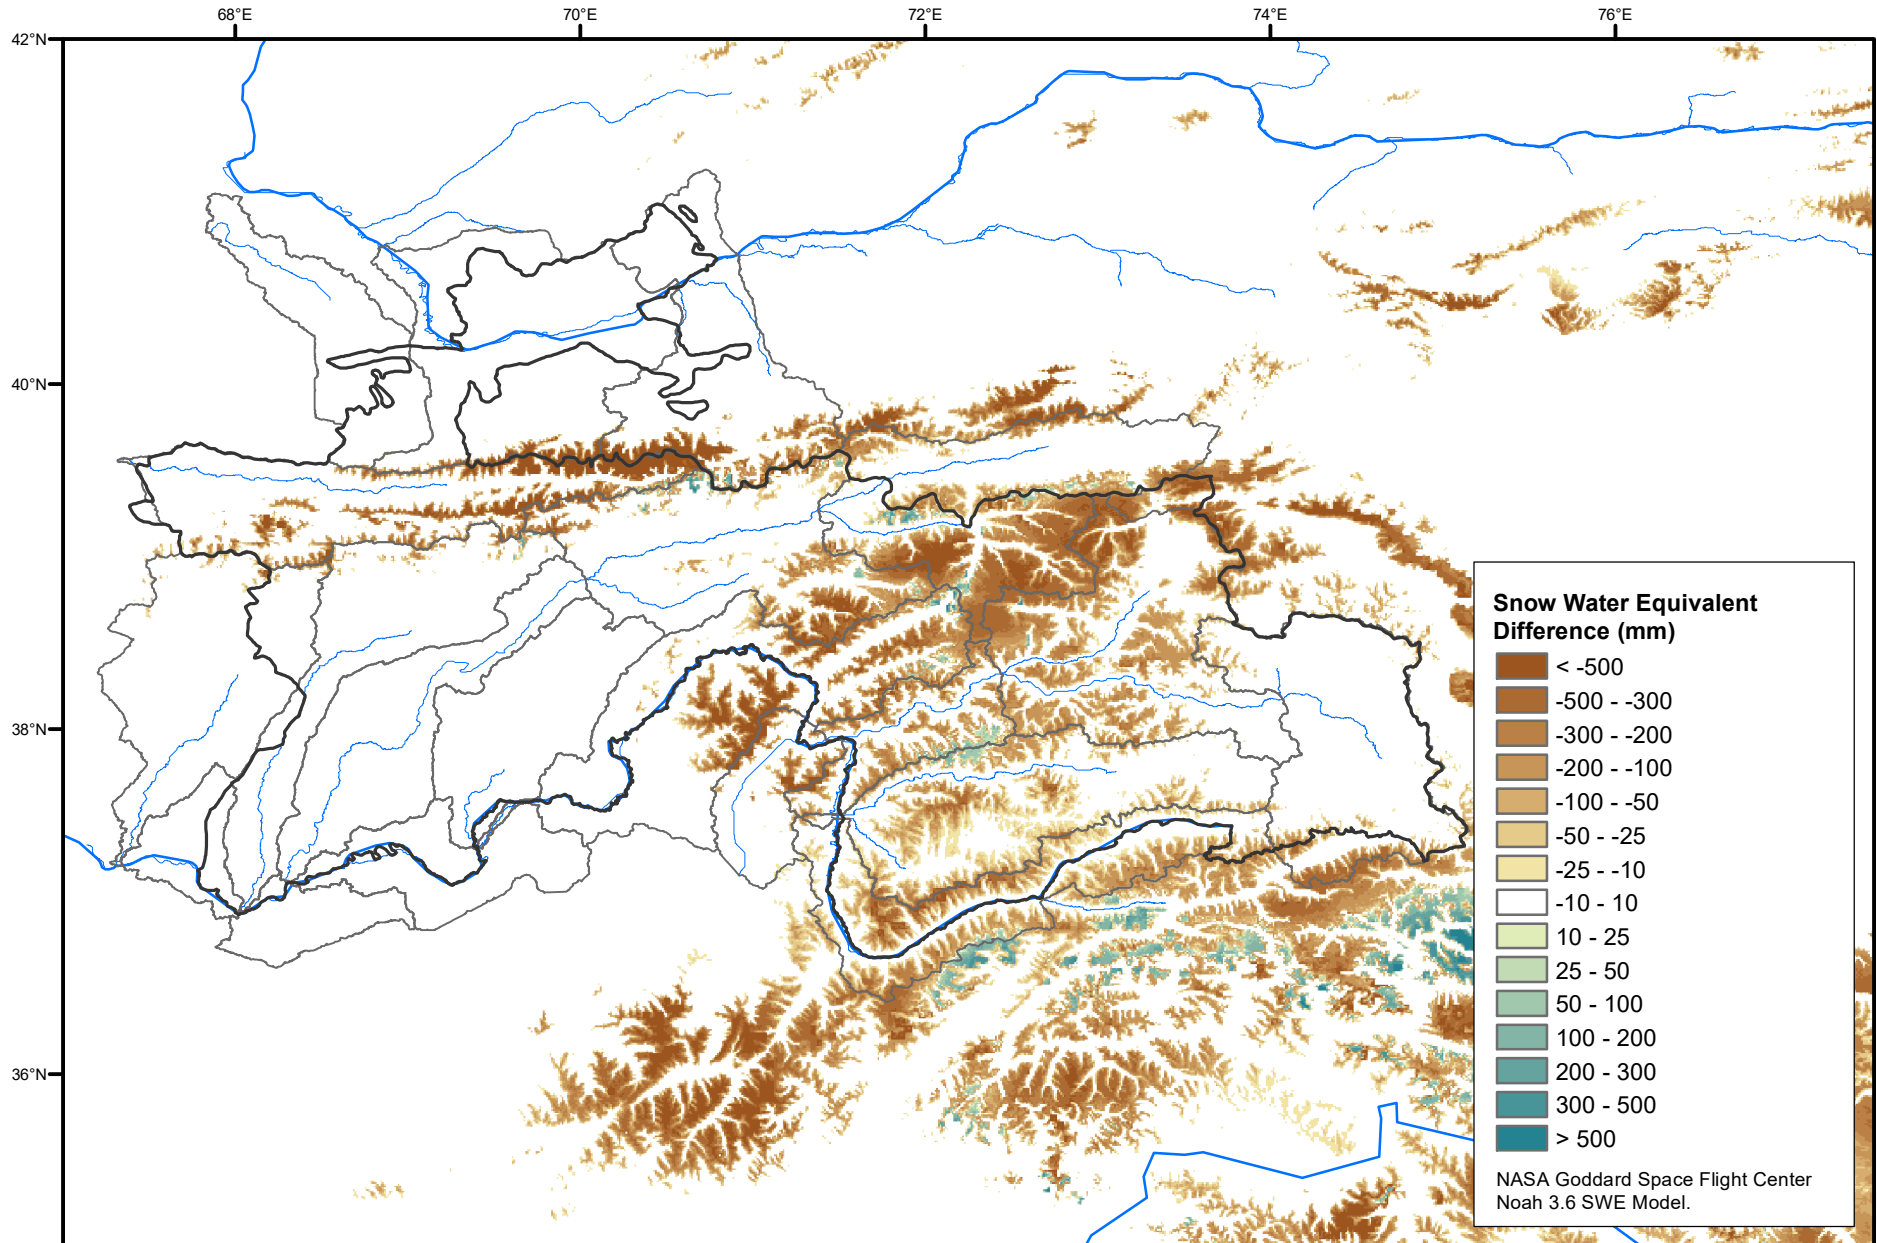 68°E
70°E
72°E
74°E
76°E
42°N
40°N
38°N
36°N
Snow Water Equivalent
Difference (mm)
< -500
-500 - -300
-300 - -200
-200 - -100
-100 - -50
-50 - -25
-25 - -10
-10 - 10
10 - 25
25 - 50
50 - 100
100 - 200
200 - 300
300 - 500
> 500
NASA Goddard Space Flight Center
Noah 3.6 SWE Model.